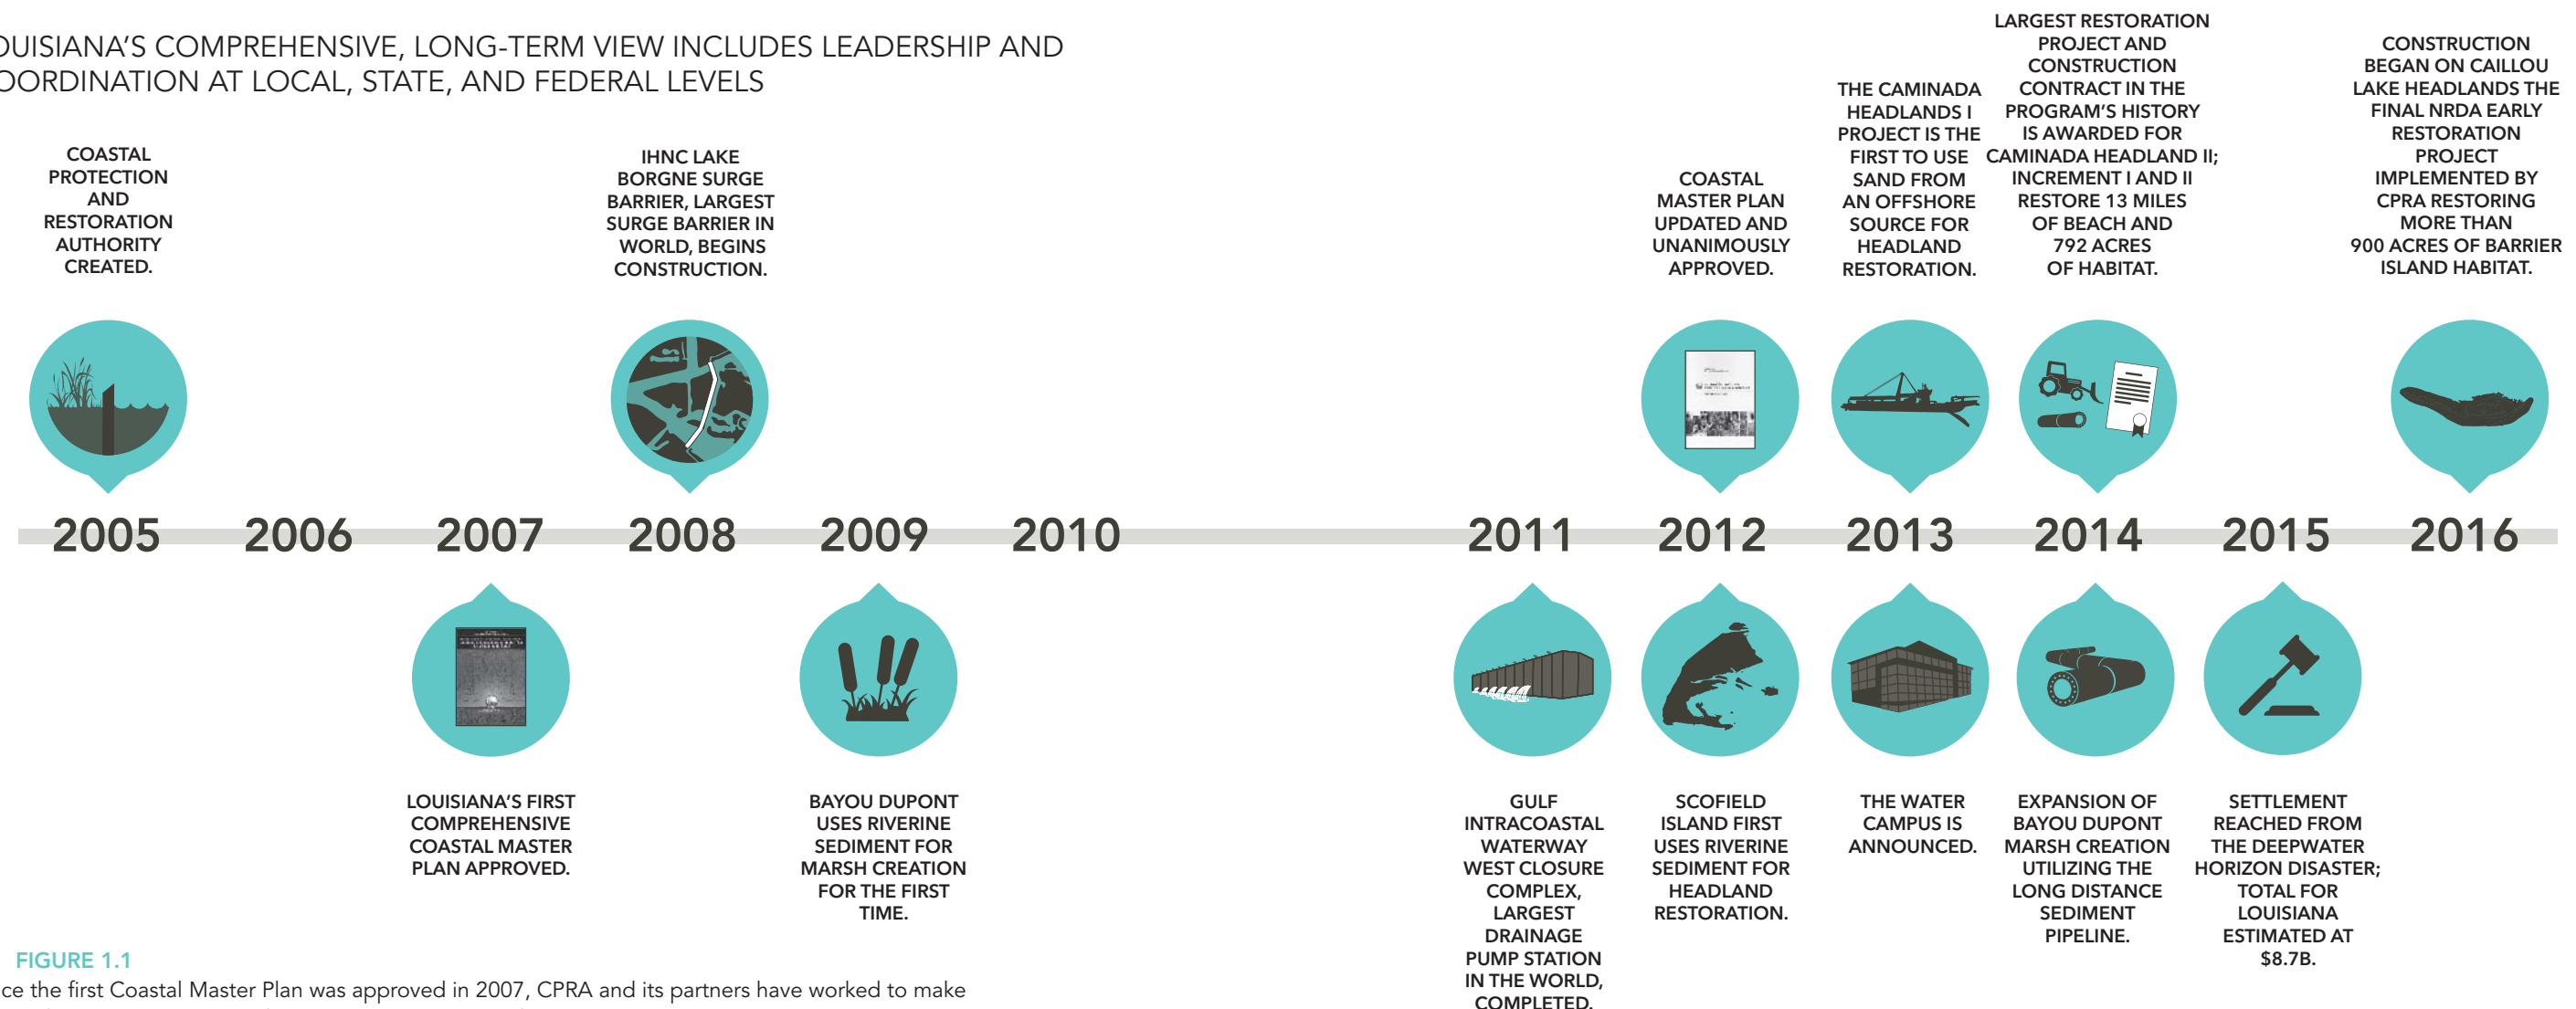 OUISIANA'S COMPREHENSIVE, LONG-TERM VIEW INCLUDES LEADERSHIP AND
OORDINATION AT LOCAL, STATE, AND FEDERAL LEVELS
COASTAL
PROTECTION
AND
RESTORATION
AUTHORITY
CREATED.
IHNC LAKE
BORGNE SURGE
BARRIER, LARGEST
SURGE BARRIER IN
WORLD, BEGINS
CONSTRUCTION.
COASTAL
MASTER PLAN
UPDATED AND
UNANIMOUSLY
APPROVED.
THE CAMINADA
HEADLANDS I
PROJECT IS THE
FIRST TO USE
SAND FROM
AN OFFSHORE
SOURCE FOR
HEADLAND
RESTORATION.
LARGEST RESTORATION
PROJECT AND
CONSTRUCTION
CONTRACT IN THE
PROGRAM'S HISTORY
IS AWARDED FOR
CAMINADA HEADLAND II;
INCREMENT I AND II
RESTORE 13 MILES
OF BEACH AND
792 ACRES
OF HABITAT.
CONSTRUCTION
BEGAN ON CAILLOU
LAKE HEADLANDS THE
FINAL NRDA EARLY
RESTORATION
PROJECT
IMPLEMENTED BY
CPRA RESTORING
MORE THAN
900 ACRES OF BARRIER
ISLAND HABITAT.
2005 2006 2007 2008 2009 2010 2011 2012 2013 2014 2015 2016
LOUISIANA'S FIRST
COMPREHENSIVE
COASTAL MASTER
PLAN APPROVED.
BAYOU DUPONT
USES RIVERINE
SEDIMENT FOR
MARSH CREATION
FOR THE FIRST
TIME.
GULF
INTRACOASTAL
WATERWAY
WEST CLOSURE
COMPLEX,
LARGEST
DRAINAGE
PUMP STATION
IN THE WORLD,
COMPLETED.
SCOFIELD
ISLAND FIRST
USES RIVERINE
SEDIMENT FOR
HEADLAND
RESTORATION.
THE WATER
CAMPUS IS
ANNOUNCED.
EXPANSION OF
BAYOU DUPONT
MARSH CREATION
UTILIZING THE
LONG DISTANCE
SEDIMENT
PIPELINE.
SETTLEMENT
REACHED FROM
THE DEEPWATER
HORIZON DISASTER;
TOTAL FOR
LOUISIANA
ESTIMATED AT
$8.7B.
FIGURE 1.1
ce the first Coastal Master Plan was approved in 2007, CPRA and its partners have worked to make